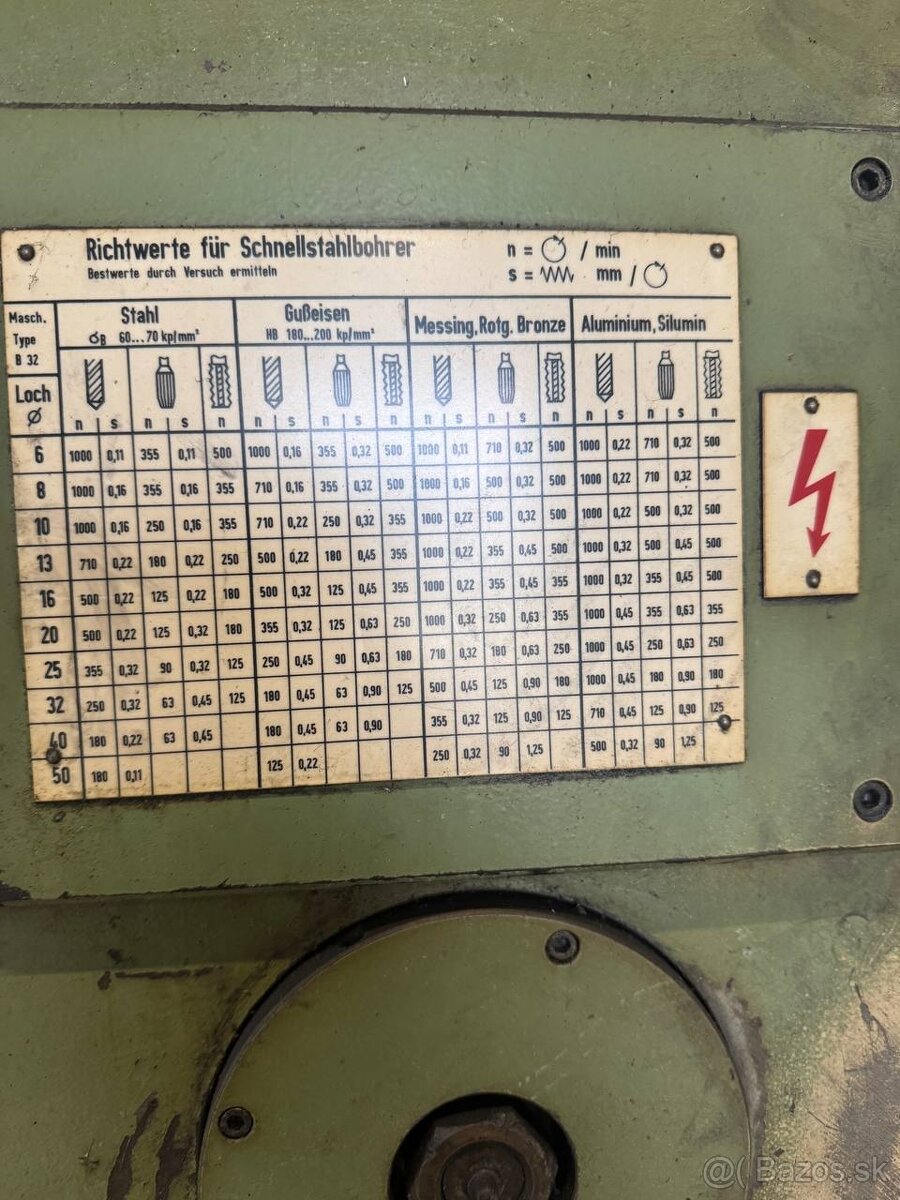 Richtwerte für Schnellstahlbohrer n = / min
Bestwerte durch Versuch ermitteln s = mm /
Masch. Type B 32
Stahl Gußeisen Messing, Rotg. Bronze Aluminium, Silumin
σB 60...70 kp/mm² HB 180...200 kp/mm²
Loch ø
n s n s n n s n s n n s n s n n s n s n
6 1000 0,11 355 0,11 500 1000 0,16 355 0,32 500 1000 0,11 710 0,32 500 1000 0,22 710 0,32 500
8 1000 0,16 355 0,16 355 710 0,16 355 0,32 500 1000 0,16 500 0,32 500 1000 0,22 710 0,32 500
10 1000 0,16 250 0,16 355 710 0,22 250 0,32 355 1000 0,22 500 0,32 500 1000 0,22 500 0,32 500
13 710 0,22 180 0,22 250 500 0,22 180 0,45 355 1000 0,22 355 0,45 500 1000 0,32 500 0,45 500
16 500 0,22 125 0,22 180 500 0,32 125 0,45 355 1000 0,22 355 0,45 355 1000 0,32 355 0,45 500
20 500 0,22 125 0,32 180 355 0,32 125 0,63 250 1000 0,32 250 0,63 355 1000 0,45 355 0,63 355
25 355 0,32 90 0,32 125 250 0,45 90 0,63 180 710 0,32 180 0,63 250 1000 0,45 250 0,63 250
32 250 0,32 63 0,45 125 180 0,45 63 0,90 125 500 0,45 125 0,90 180 1000 0,45 180 0,90 180
40 180 0,22 63 0,45 180 0,45 63 0,90 355 0,32 125 0,90 125 710 0,45 125 0,90 125
50 180 0,11 125 0,22 250 0,32 90 1,25 500 0,32 90 1,25
@( Bazos.sk